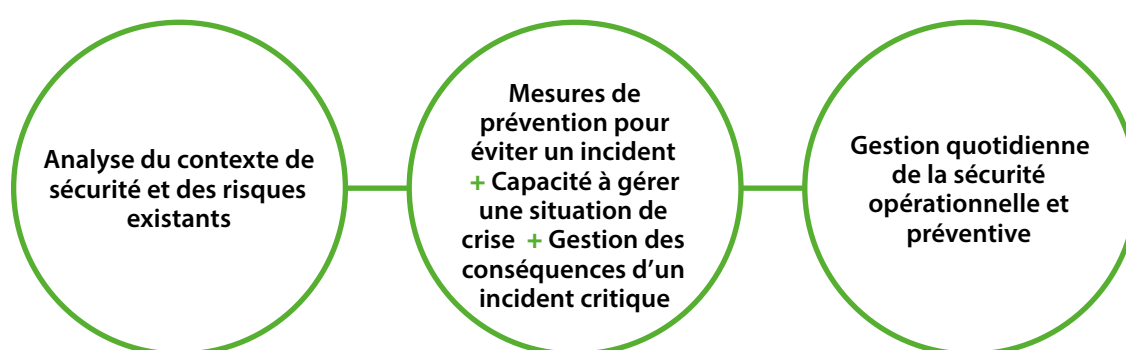 Analyse du contexte de
sécurité et des risques
existants
Mesures de
prévention pour
éviter un incident
+ Capacité à gérer
une situation de
crise + Gestion des
conséquences d’un
incident critique
Gestion quotidienne
de la sécurité
opérationnelle et
préventive